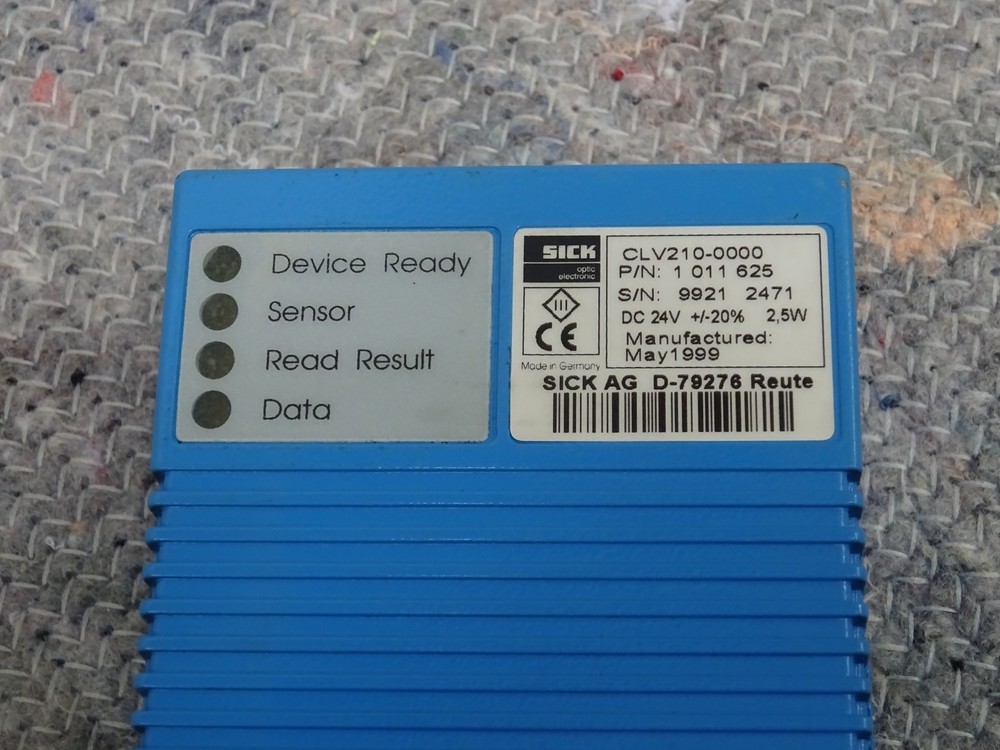 Device Ready
Sensor
Read Result
Data
SICK
optic
electronic
CE
Made in Germany
CLV210-0000
P/N: 1 011 625
S/N: 9921 2471
DC 24V +/-20% 2,5W
Manufactured:
May1999
SICK AG D-79276 Reute